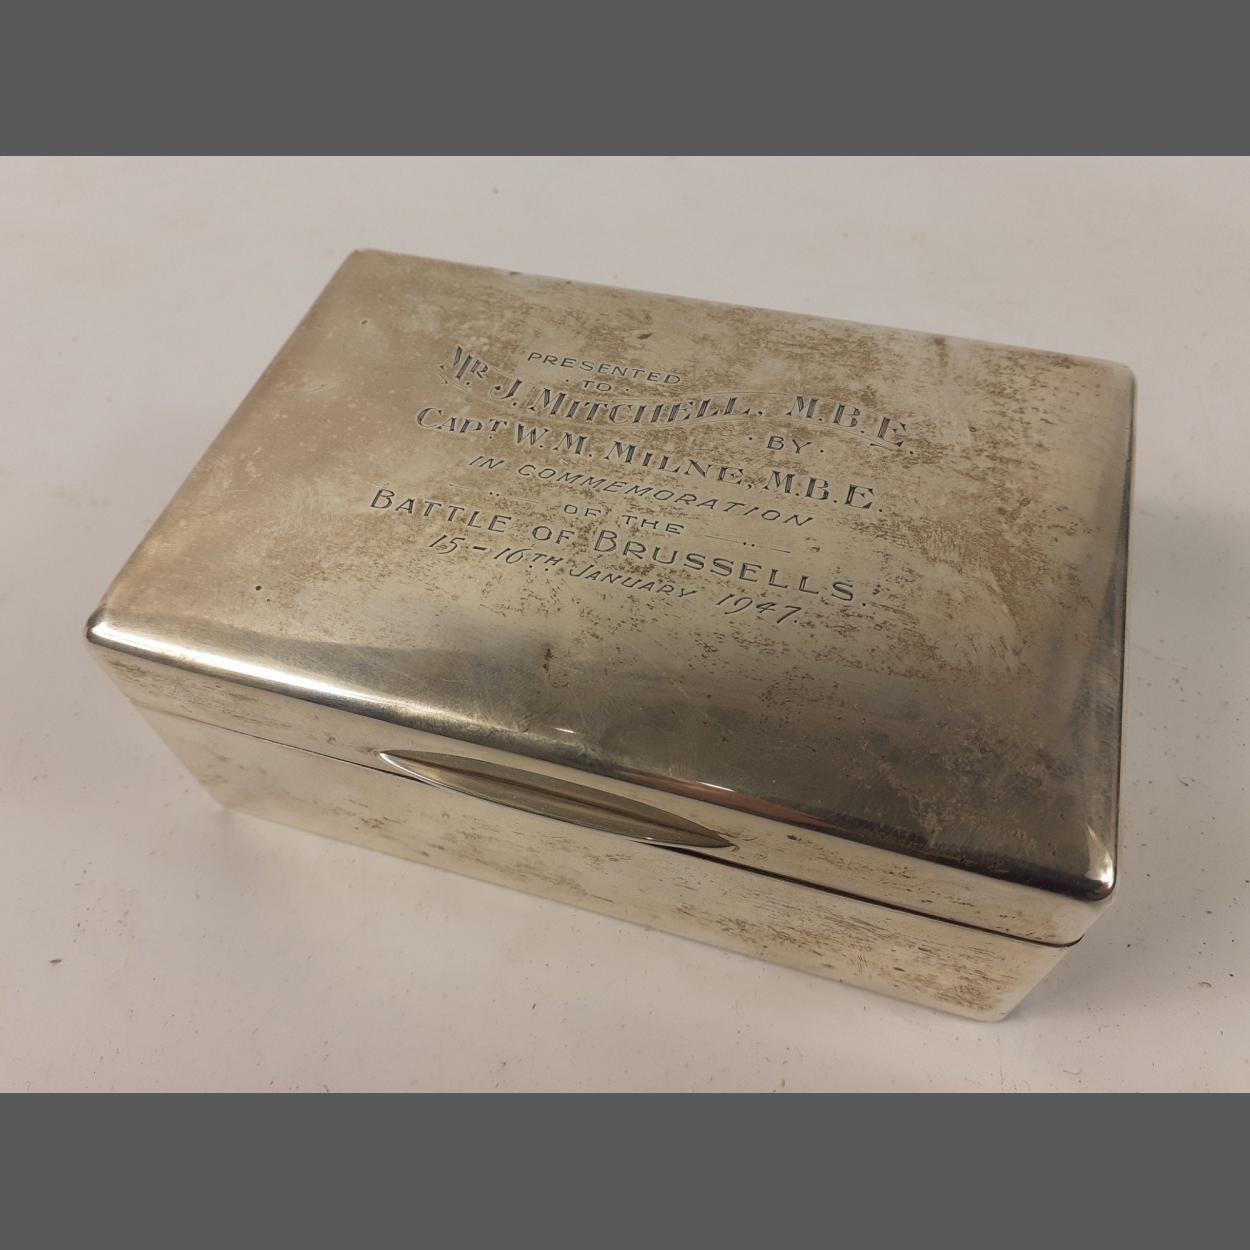 PRESENTED
· TO ·
MR J. MITCHELL, M.B.E.
· BY ·
CAPT W. M. MILNE, M.B.E.
IN COMMEMORATION
OF THE
BATTLE OF BRUSSELLS.
15 - 16TH JANUARY 1947.